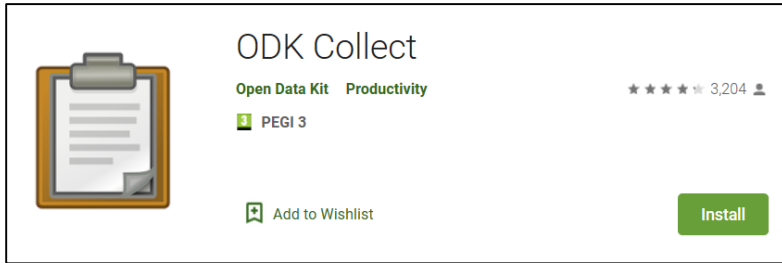 ODK Collect
Open Data Kit Productivity 3,204
3 PEGI 3
Add to Wishlist
Install